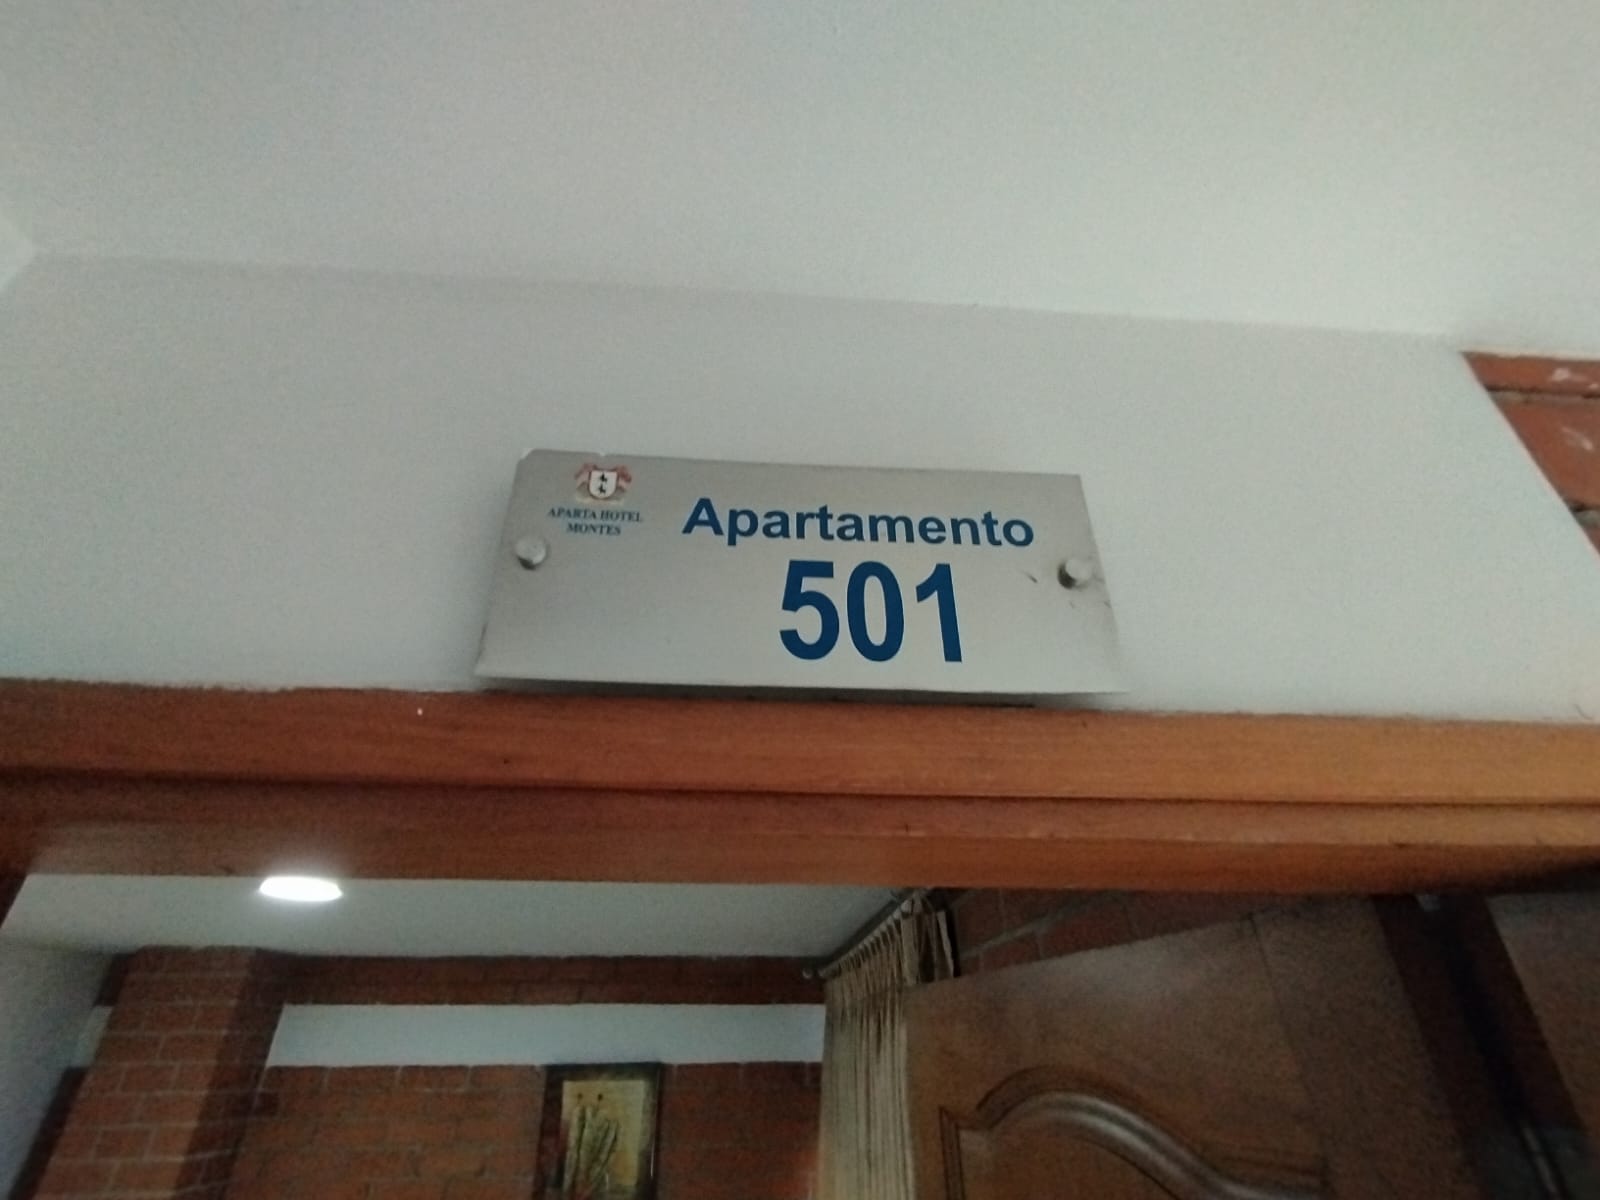 APARTA HOTEL
MONTES
Apartamento
501